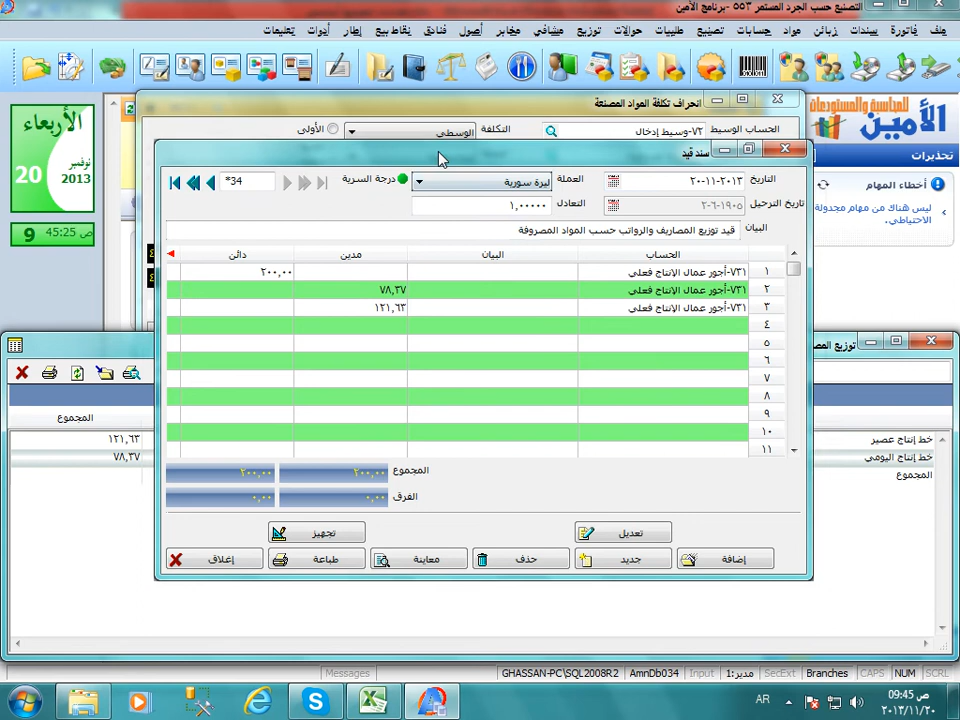 التصنيع حسب الجرد المستمر ٥٥٣ -برنامج الأمين
ملف فاتورة سندات زبائن مواد حسابات تصنيع طلبيات حوالات توزيع مشافي مخابر أصول فنادق نقاط بيع إطار أدوات تعليمات
الأمين
للمحاسبة والمستودعات
تحذيرات
أخطاء المهام
ليس هناك من مهام مجدولة
الاحتياطي.
الأربعاء
نوفمبر
20 2013
9 45:25 ص
انحراف تكلفة المواد المصنعة
الحساب الوسيط ٧٢-وسيط إدخال التكلفة الوسطي الأولى
سند قيد
التاريخ ٢٠-١١-٢٠١٣ العملة ليرة سورية درجة السرية 34*
تاريخ الترحيل ٢-٦-١٩٠٥ التعادل ١,٠٠٠٠٠
البيان قيد توزيع المصاريف والرواتب حسب المواد المصروفة
الحساب البيان مدين دائن
١ ٧٣١-أجور عمال الإنتاج فعلي ٢٠٠,٠٠
٢ ٧٣١-أجور عمال الإنتاج فعلي ٧٨,٣٧
٣ ٧٣١-أجور عمال الإنتاج فعلي ١٢١,٦٣
٤
٥
٦
٧
٨
٩
١٠
١١
المجموع ٢٠٠,٠٠ ٢٠٠,٠٠
الفرق ٠,٠٠ ٠,٠٠
تعديل تجهيز
إضافة جديد حذف معاينة طباعة إغلاق
توزيع المص
المجموع
خط إنتاج عصير ١٢١,٦٣
خط إنتاج اليومي ٧٨,٣٧
المجموع
Messages GHASSAN-PC\SQL2008R2 AmnDb034 Input مدير:1 SecExt Branches CAPS NUM SCRL
AR 09:45 ص
٢٠١٣/١١/٢٠